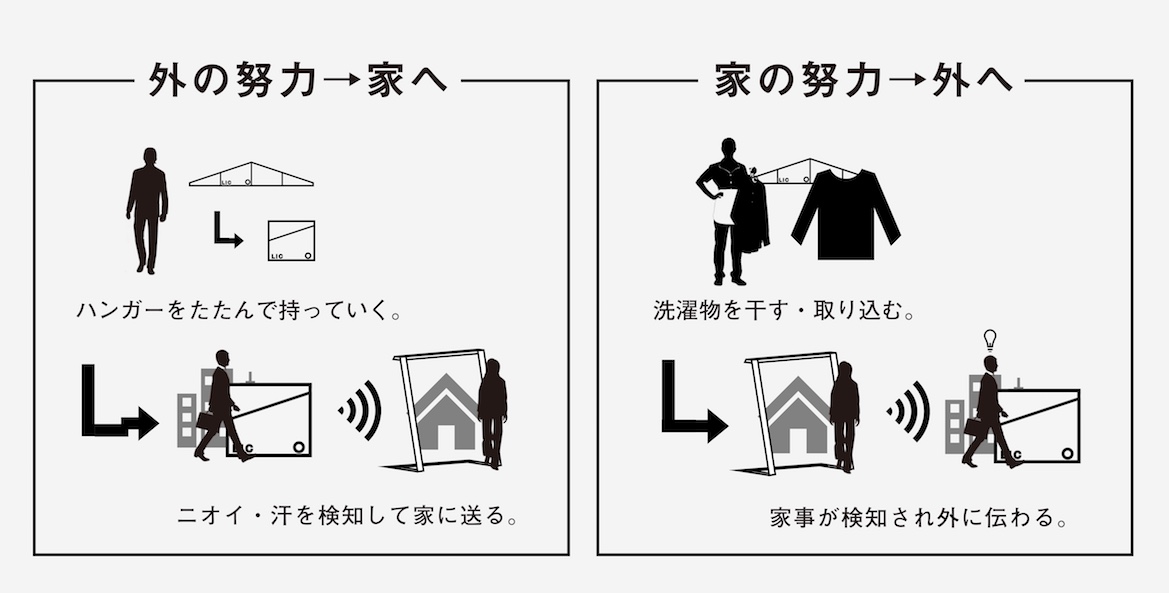 外の努力→家へ
LIC
LIC
ハンガーをたたんで持っていく。
LIC
ニオイ・汗を検知して家に送る。
家の努力→外へ
LIC
洗濯物を干す・取り込む。
LIC
家事が検知され外に伝わる。